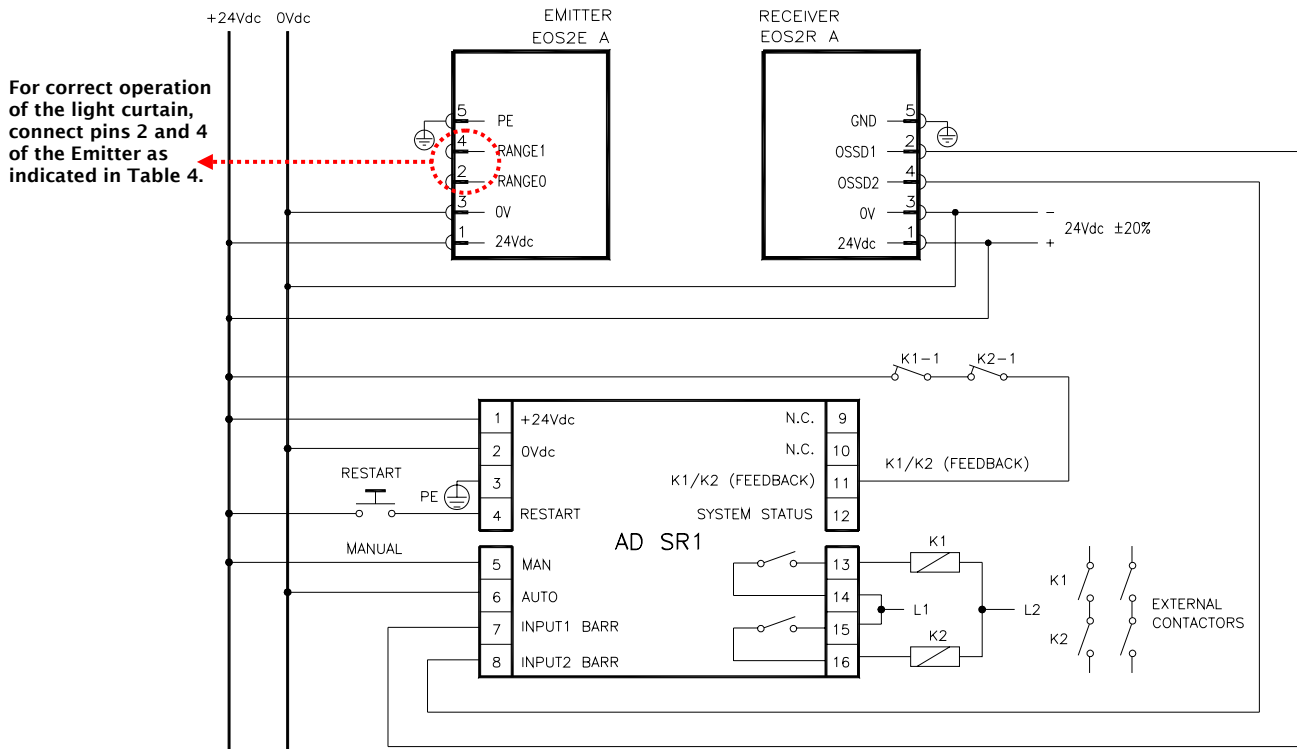 +24Vdc 0Vdc
EMITTER
EOS2E A
RECEIVER
EOS2R A
For correct operation
of the light curtain,
connect pins 2 and 4
of the Emitter as
indicated in Table 4.
5 PE
4 RANGE1
2 RANGE0
3 0V
1 24Vdc
GND 5
OSSD1 2
OSSD2 4
0V 3
24Vdc 1
−
24Vdc ±20%
+
K1-1 K2-1
1 +24Vdc
2 0Vdc
3
4 RESTART
RESTART
PE
MANUAL
N.C. 9
N.C. 10
K1/K2 (FEEDBACK) 11
SYSTEM STATUS 12
K1/K2 (FEEDBACK)
AD SR1
5 MAN
6 AUTO
7 INPUT1 BARR
8 INPUT2 BARR
13
14
15
16
K1
L1
L2
K2
K1
K2
EXTERNAL
CONTACTORS